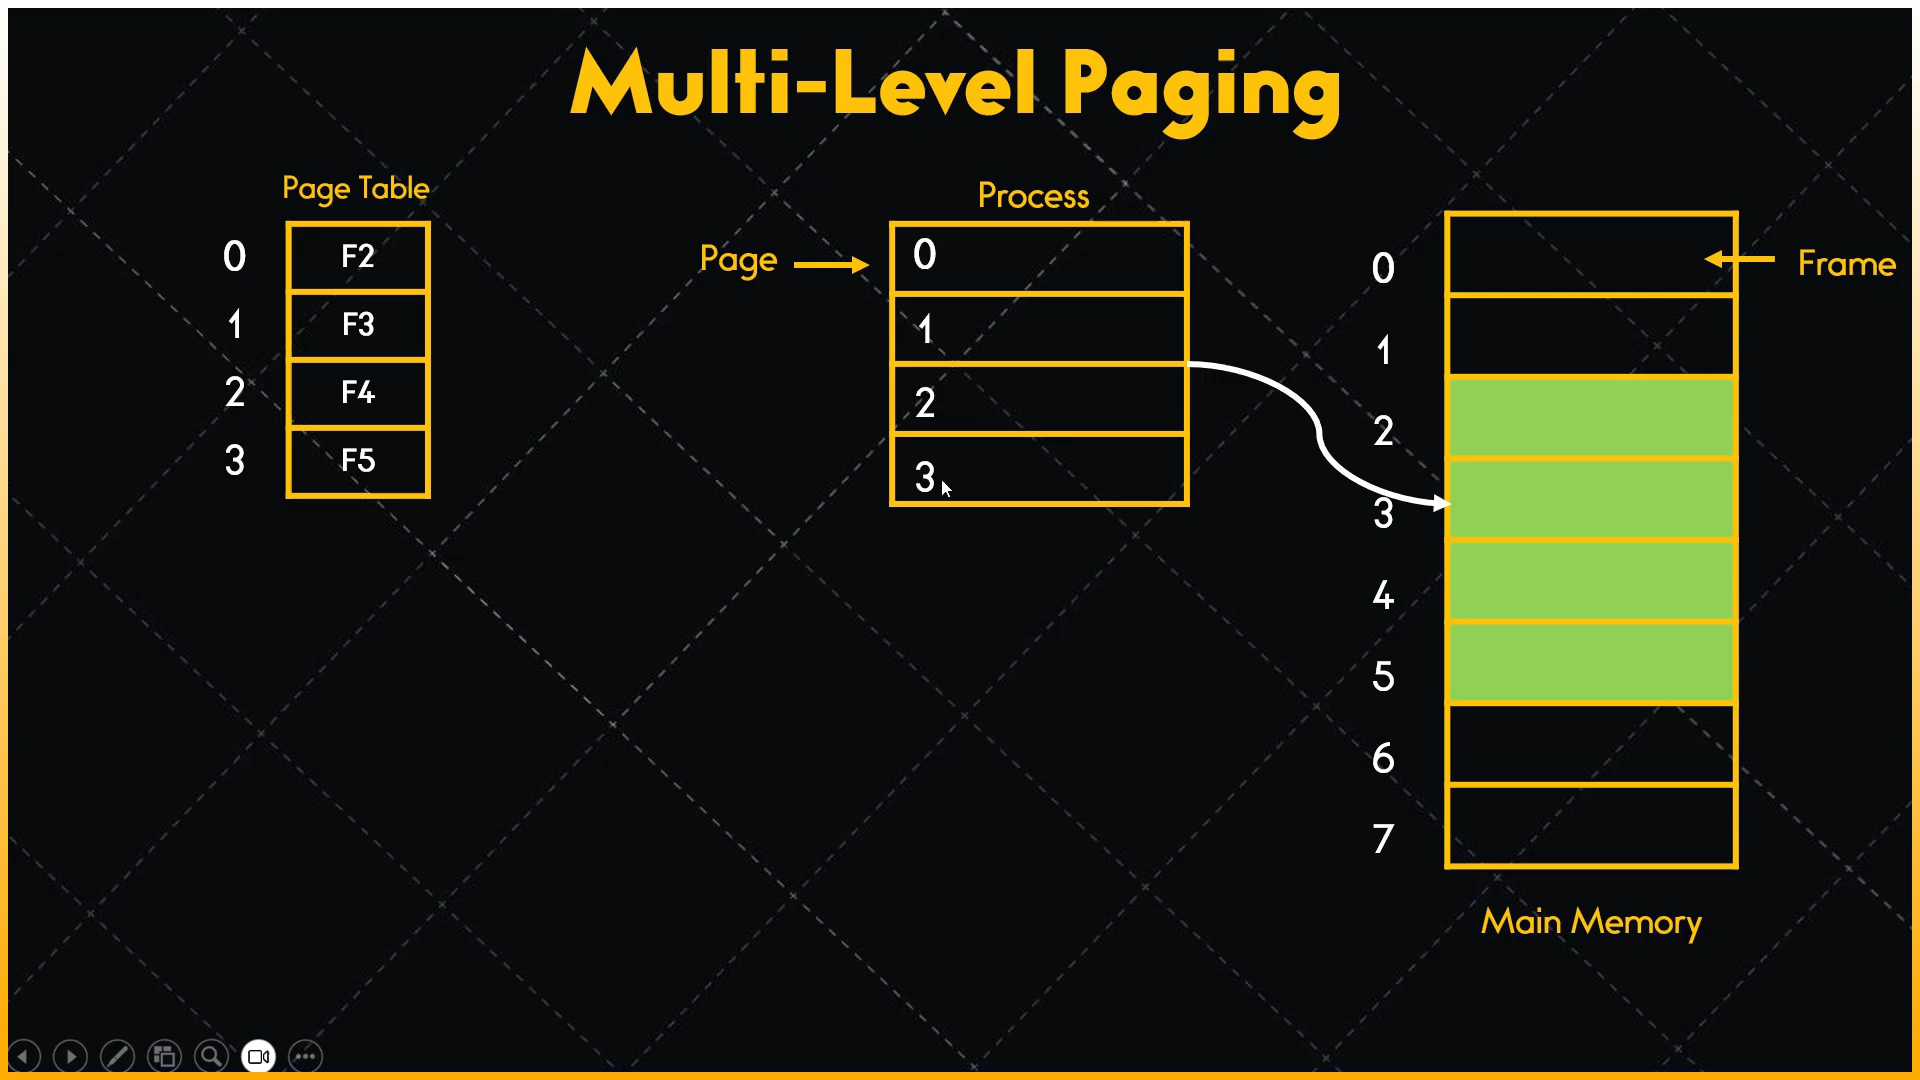 Multi-Level Paging
Page Table
0 F2
1 F3
2 F4
3 F5
Process
Page
0
1
2
3
Frame
0
1
2
3
4
5
6
7
Main Memory